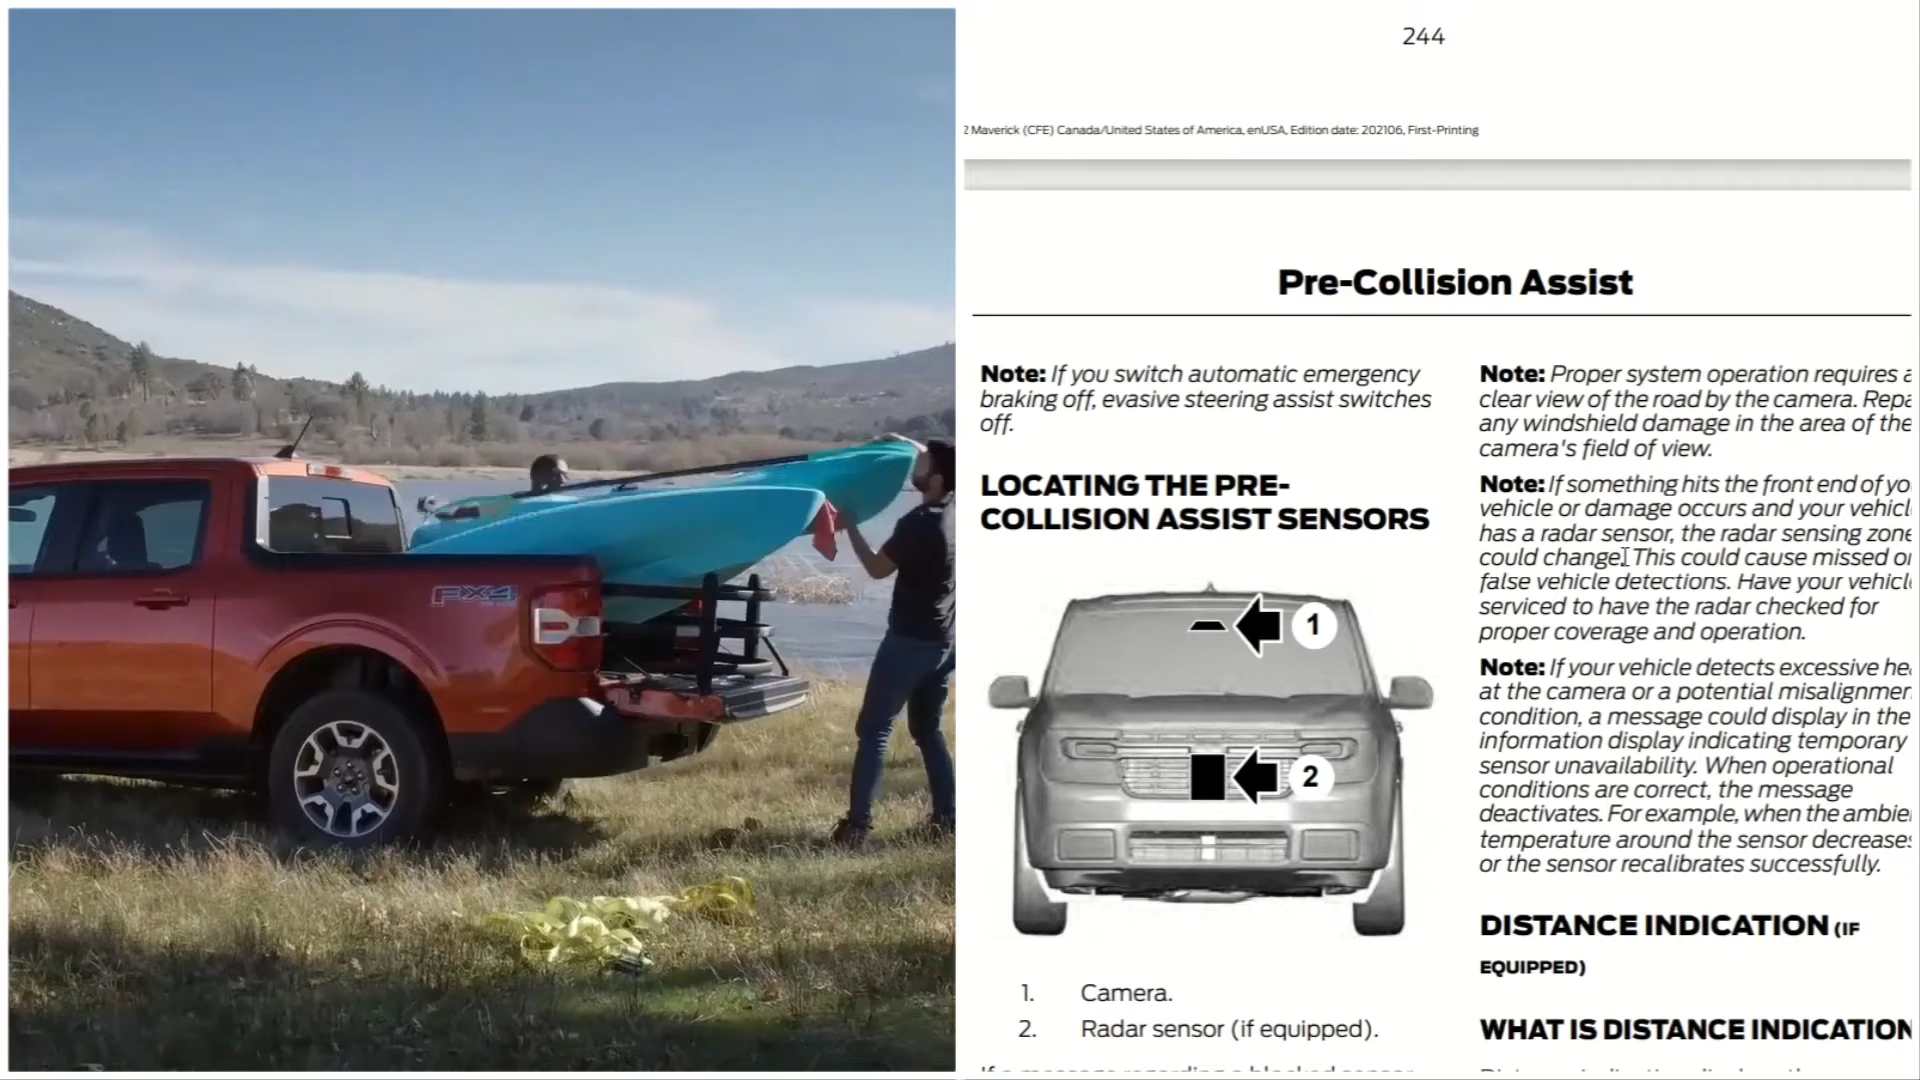 FX4
244
2 Maverick (CFE) Canada/United States of America, enUSA, Edition date: 202106, First-Printing
Pre-Collision Assist
Note: If you switch automatic emergency
braking off, evasive steering assist switches
off.
LOCATING THE PRE-
COLLISION ASSIST SENSORS
1
2
1. Camera.
2. Radar sensor (if equipped).
Note: Proper system operation requires a
clear view of the road by the camera. Repa
any windshield damage in the area of the
camera's field of view.
Note: If something hits the front end of yo
vehicle or damage occurs and your vehicl
has a radar sensor, the radar sensing zone
could change. This could cause missed or
false vehicle detections. Have your vehicl
serviced to have the radar checked for
proper coverage and operation.
Note: If your vehicle detects excessive he
at the camera or a potential misalignmen
condition, a message could display in the
information display indicating temporary
sensor unavailability. When operational
conditions are correct, the message
deactivates. For example, when the ambie
temperature around the sensor decreases
or the sensor recalibrates successfully.
DISTANCE INDICATION (IF
EQUIPPED)
WHAT IS DISTANCE INDICATION